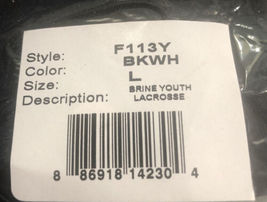 Style: F113Y
Color: BKWH
Size: L
Description: BRINE YOUTH
LACROSSE
8 86918 14230 4